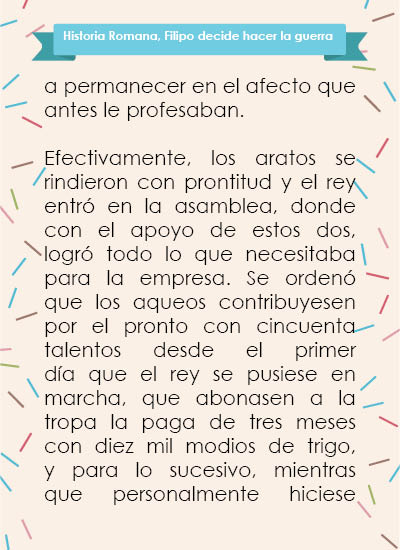 Historia Romana, Filipo decide hacer la guerra
a permanecer en el afecto que
antes le profesaban.
Efectivamente, los aratos se
rindieron con prontitud y el rey
entró en la asamblea, donde
con el apoyo de estos dos,
logró todo lo que necesitaba
para la empresa. Se ordenó
que los aqueos contribuyesen
por el pronto con cincuenta
talentos desde el primer
día que el rey se pusiese en
marcha, que abonasen a la
tropa la paga de tres meses
con diez mil modios de trigo,
y para lo sucesivo, mientras
que personalmente hiciese